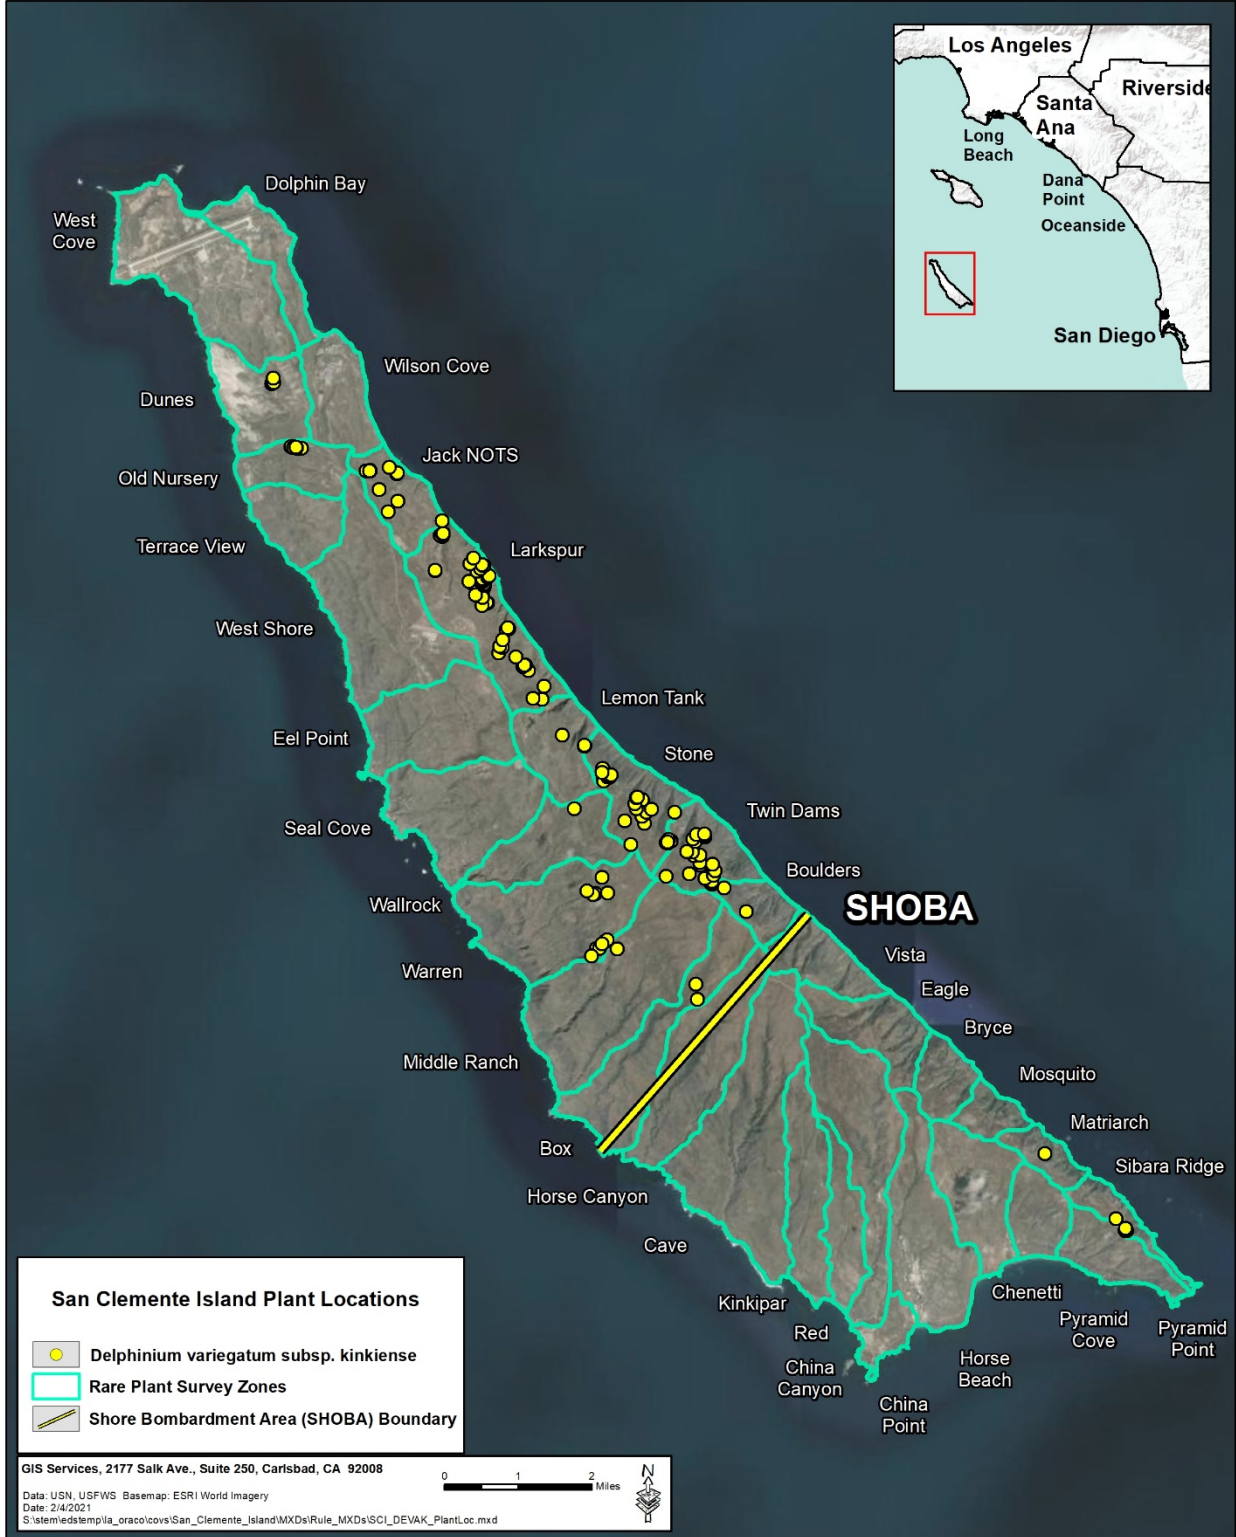 Los Angeles
Riverside
Santa
Ana
Long
Beach
Dana
Point
Oceanside
San Diego
Dolphin Bay
West
Cove
Wilson Cove
Dunes
Jack NOTS
Old Nursery
Terrace View
Larkspur
West Shore
Lemon Tank
Eel Point
Stone
Seal Cove
Twin Dams
Boulders
Wallrock
SHOBA
Warren
Vista
Eagle
Bryce
Middle Ranch
Mosquito
Matriarch
Box
Sibara Ridge
Horse Canyon
Cave
Chenetti
Kinkipar
Pyramid
Cove
Pyramid
Point
Red
China
Canyon
Horse
Beach
China
Point
San Clemente Island Plant Locations
Delphinium variegatum subsp. kinkiense
Rare Plant Survey Zones
Shore Bombardment Area (SHOBA) Boundary
GIS Services, 2177 Salk Ave., Suite 250, Carlsbad, CA 92008
0 1 2
Miles
N
Data: USN, USFWS Basemap: ESRI World Imagery
Date: 2/4/2021
S:\stem\edstemp\la_oraco\covs\San_Clemente_Island\MXDs\Rule_MXDs\SCI_DEVAK_PlantLoc.mxd